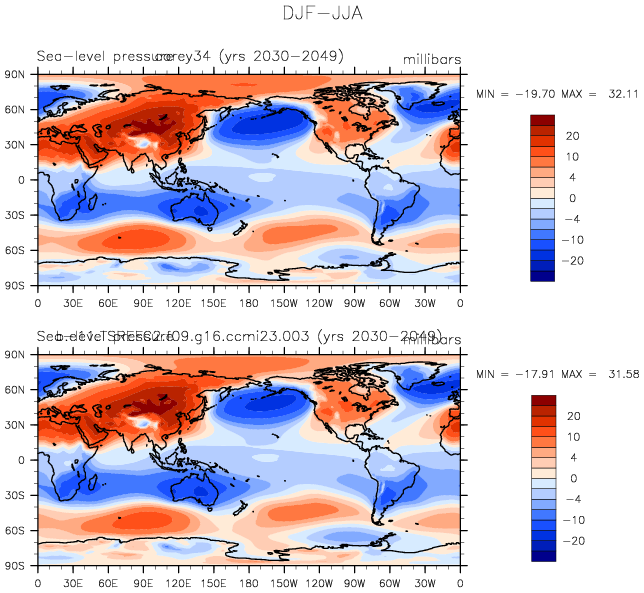 DJF−JJA
Sea−level pressure corey34 (yrs 2030−2049) millibars
90N
60N
30N
0
30S
60S
90S
0 30E 60E 90E 120E 150E 180 150W 120W 90W 60W 30W 0
MIN = −19.70 MAX = 32.11
20
10
4
0
−4
−10
−20
Sea−level pressure (yrs 2030−2049) millibars
90N
60N
30N
0
30S
60S
90S
0 30E 60E 90E 120E 150E 180 150W 120W 90W 60W 30W 0
MIN = −17.91 MAX = 31.58
20
10
4
0
−4
−10
−20